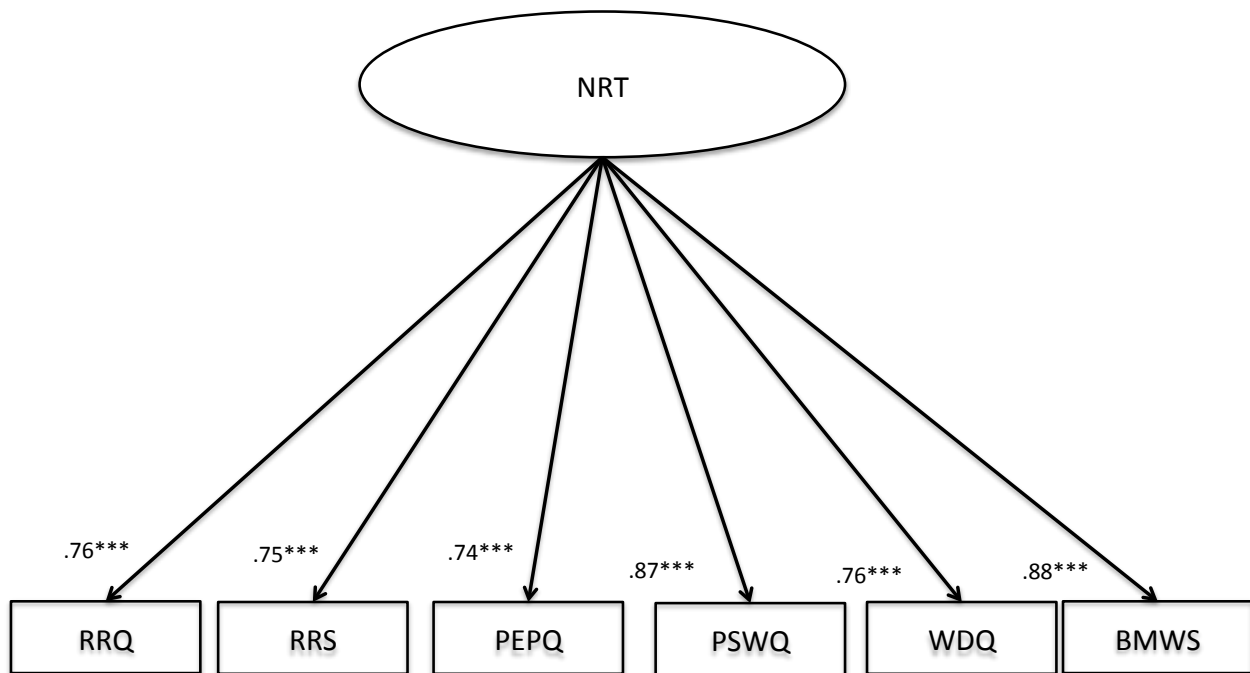 NRT
.76***
.75***
.74***
.87***
.76***
.88***
RRQ
RRS
PEPQ
PSWQ
WDQ
BMWS